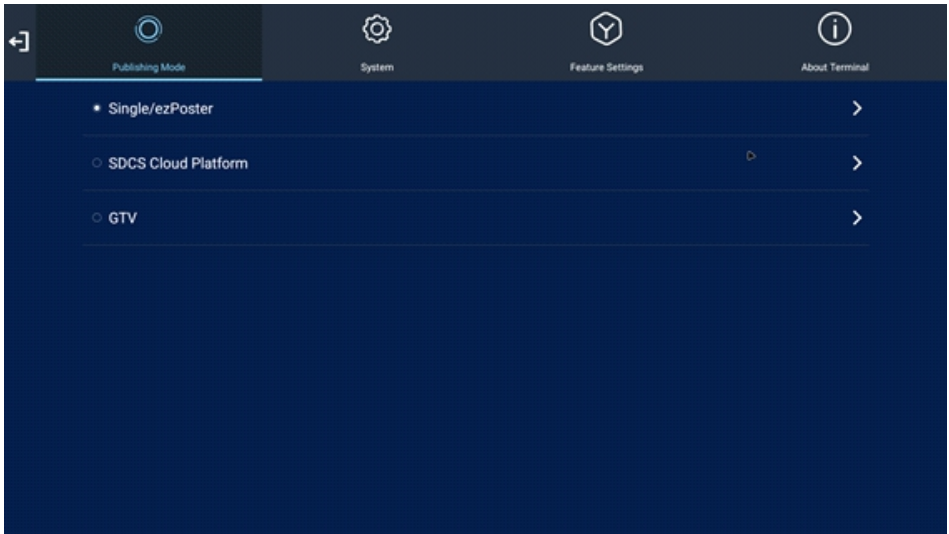 Publishing Mode
System
Feature Settings
About Terminal
Single/ezPoster
SDCS Cloud Platform
GTV